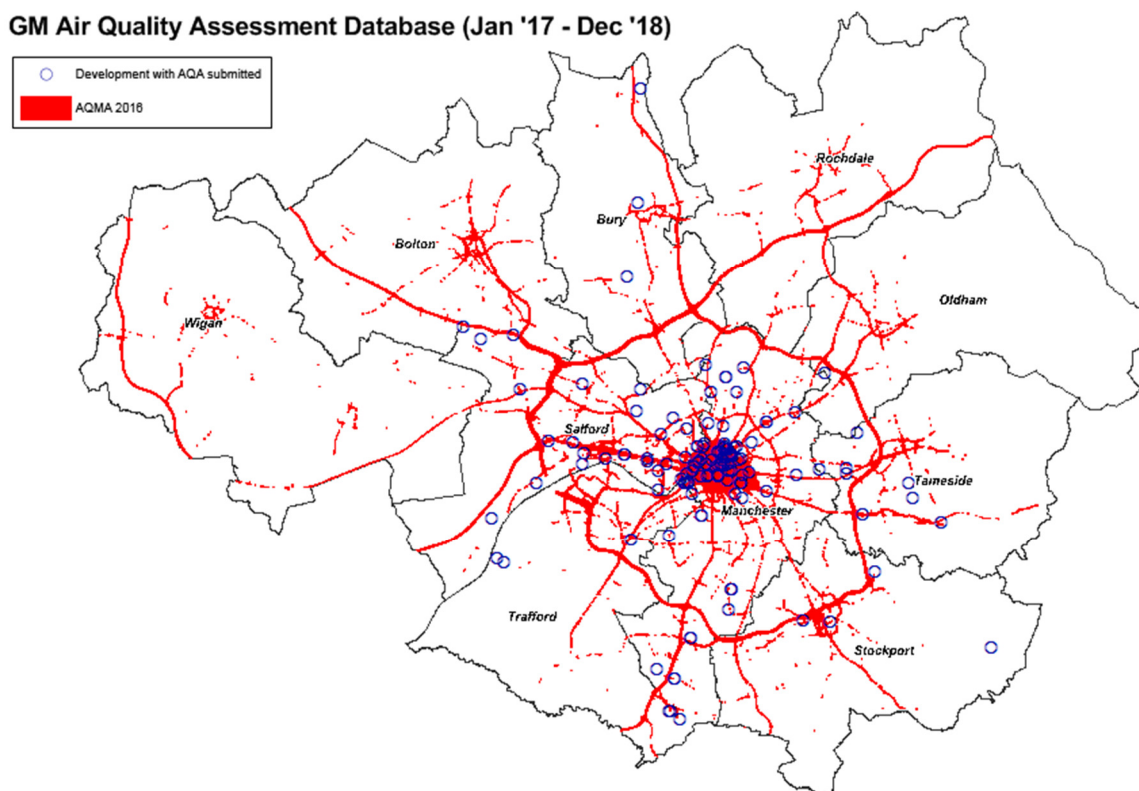 GM Air Quality Assessment Database (Jan '17 - Dec '18)
Development with AQA submitted
AQMA 2016
Rochdale
Bury
Bolton
Oldham
Wigan
Salford
Tameside
Manchester
Trafford
Stockport